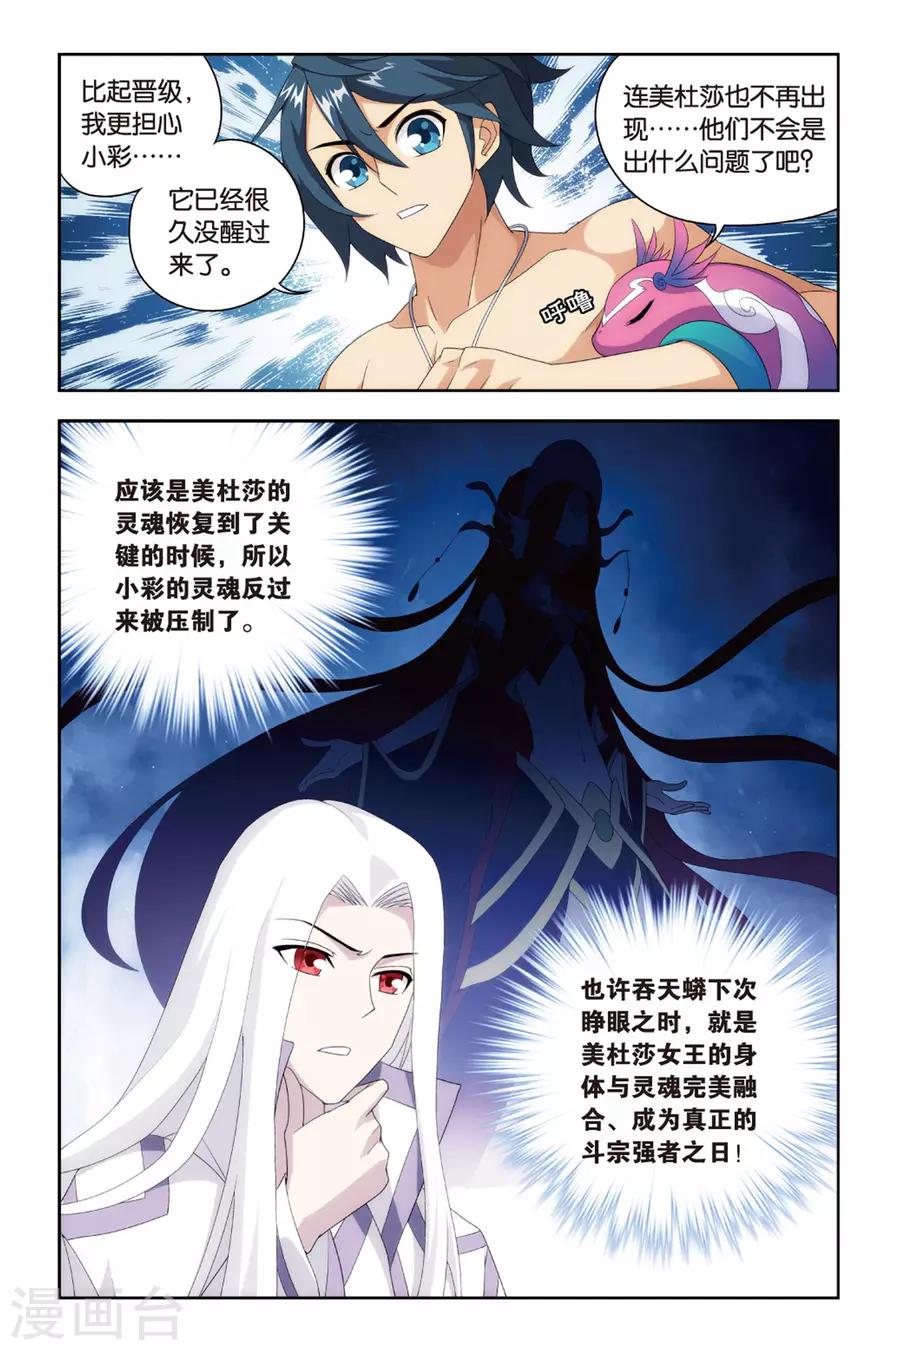 比起晋级，
我更担心
小彩……
它已经很
久没醒过
来了。
连美杜莎也不再出
现……他们不会是
出什么问题了吧？
呼噜
应该是美杜莎的
灵魂恢复到了关
键的时候，所以
小彩的灵魂反过
来被压制了。
也许吞天蟒下次
睁眼之时，就是
美杜莎女王的身
体与灵魂完美融
合、成为真正的
斗宗强者之日！
漫画台